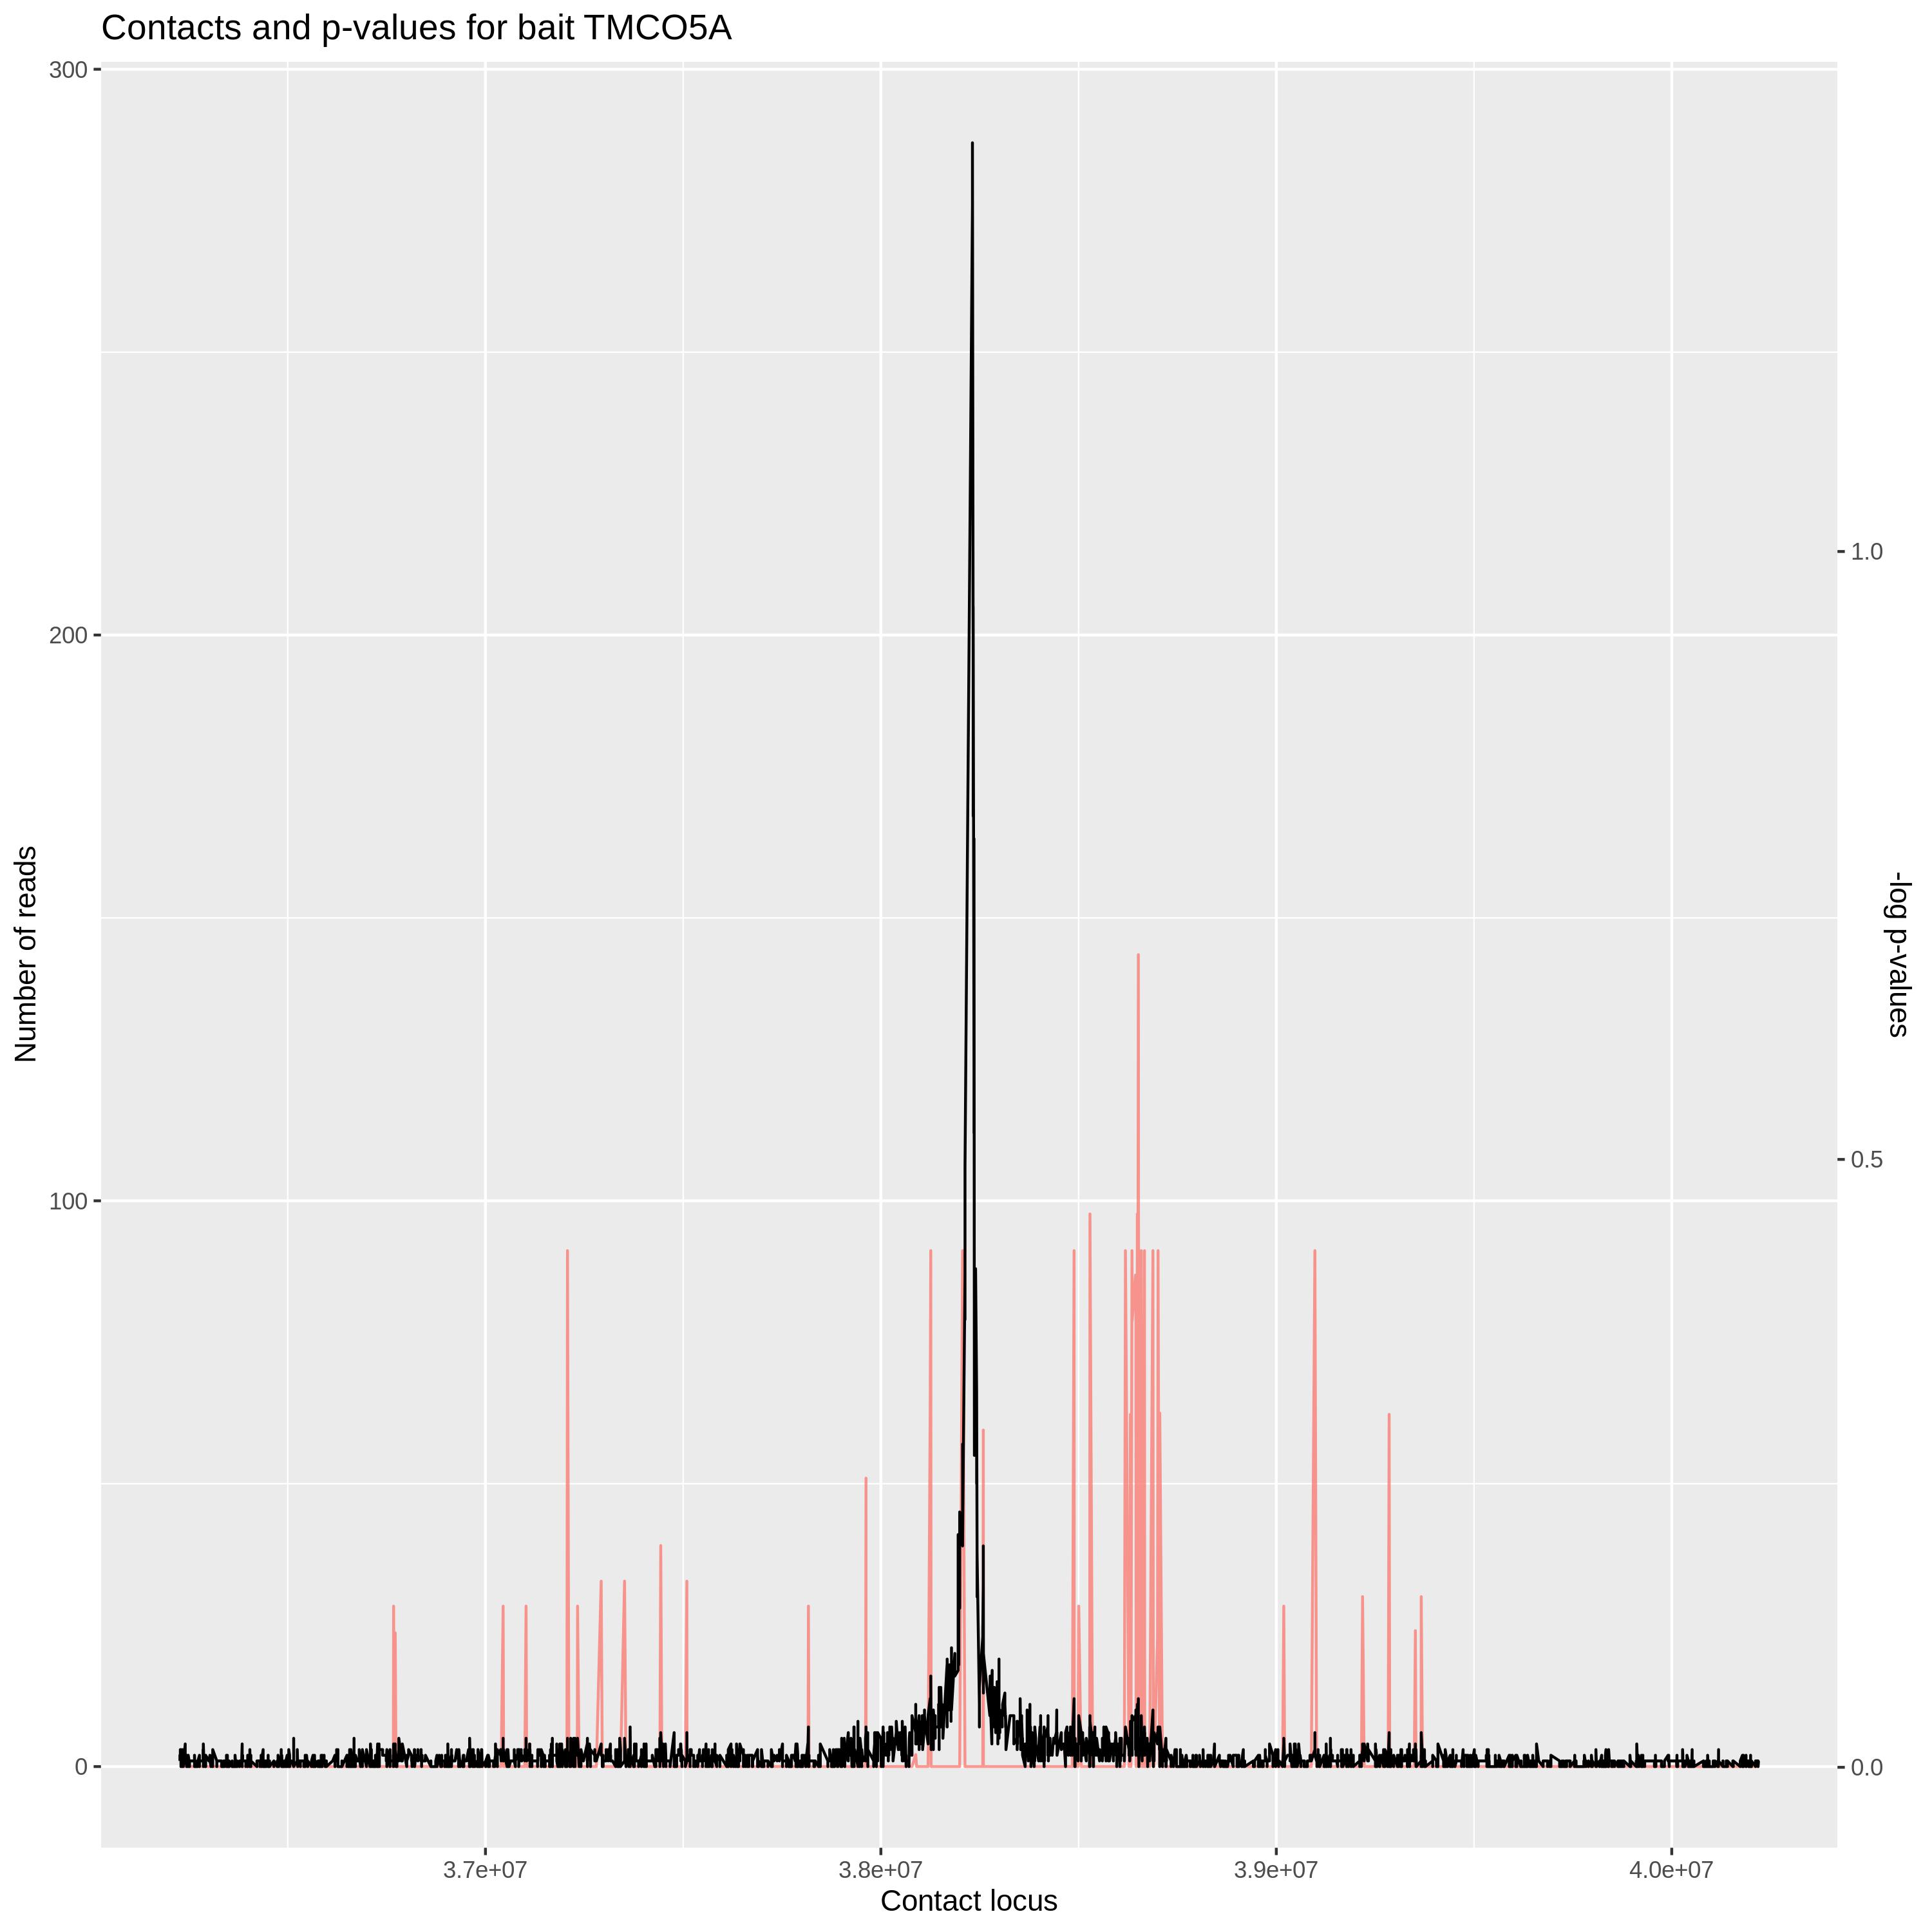 Contacts and p-values for bait TMCO5A
300
200
100
0
Number of reads
1.0
0.5
0.0
-log p-values
3.7e+07
3.8e+07
3.9e+07
4.0e+07
Contact locus